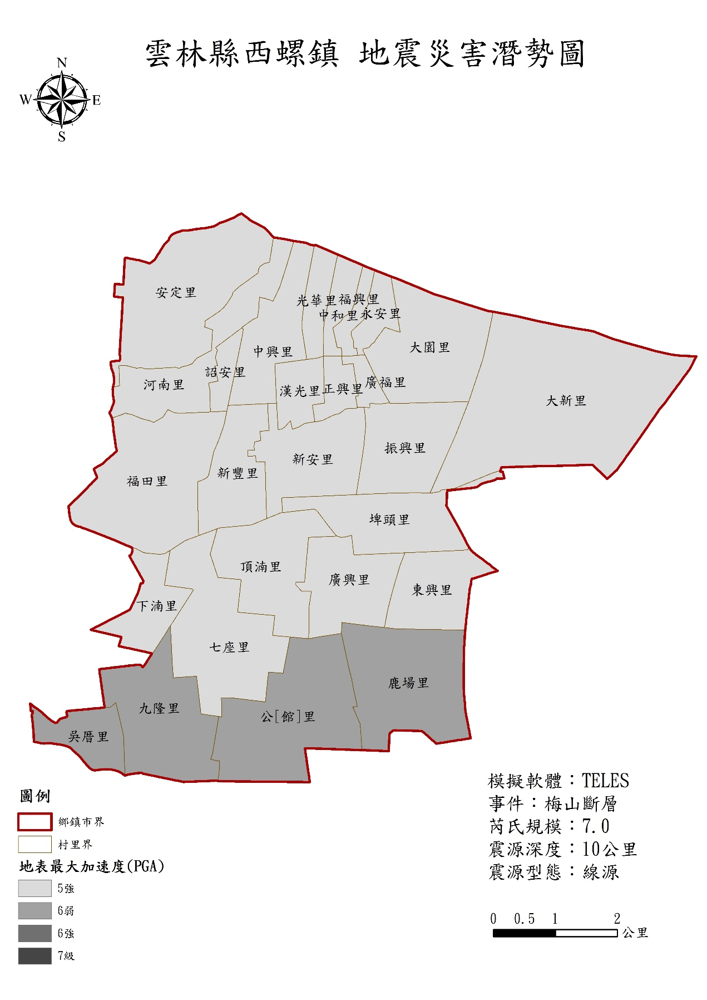 雲林縣西螺鎮 地震災害潛勢圖
N
W E
S
安定里
光華里 福興里
中和里 永安里
大園里
中興里
詔安里
河南里
廣福里
漢光里 正興里
大新里
振興里
新安里
新豐里
福田里
埤頭里
頂湳里
廣興里
東興里
下湳里
七座里
鹿場里
九隆里
公[館]里
吳厝里
圖例
鄉鎮市界
村里界
地表最大加速度(PGA)
5強
6弱
6強
7級
模擬軟體：TELES
事件：梅山斷層
芮氏規模：7.0
震源深度：10公里
震源型態：線源
0 0.5 1 2
公里